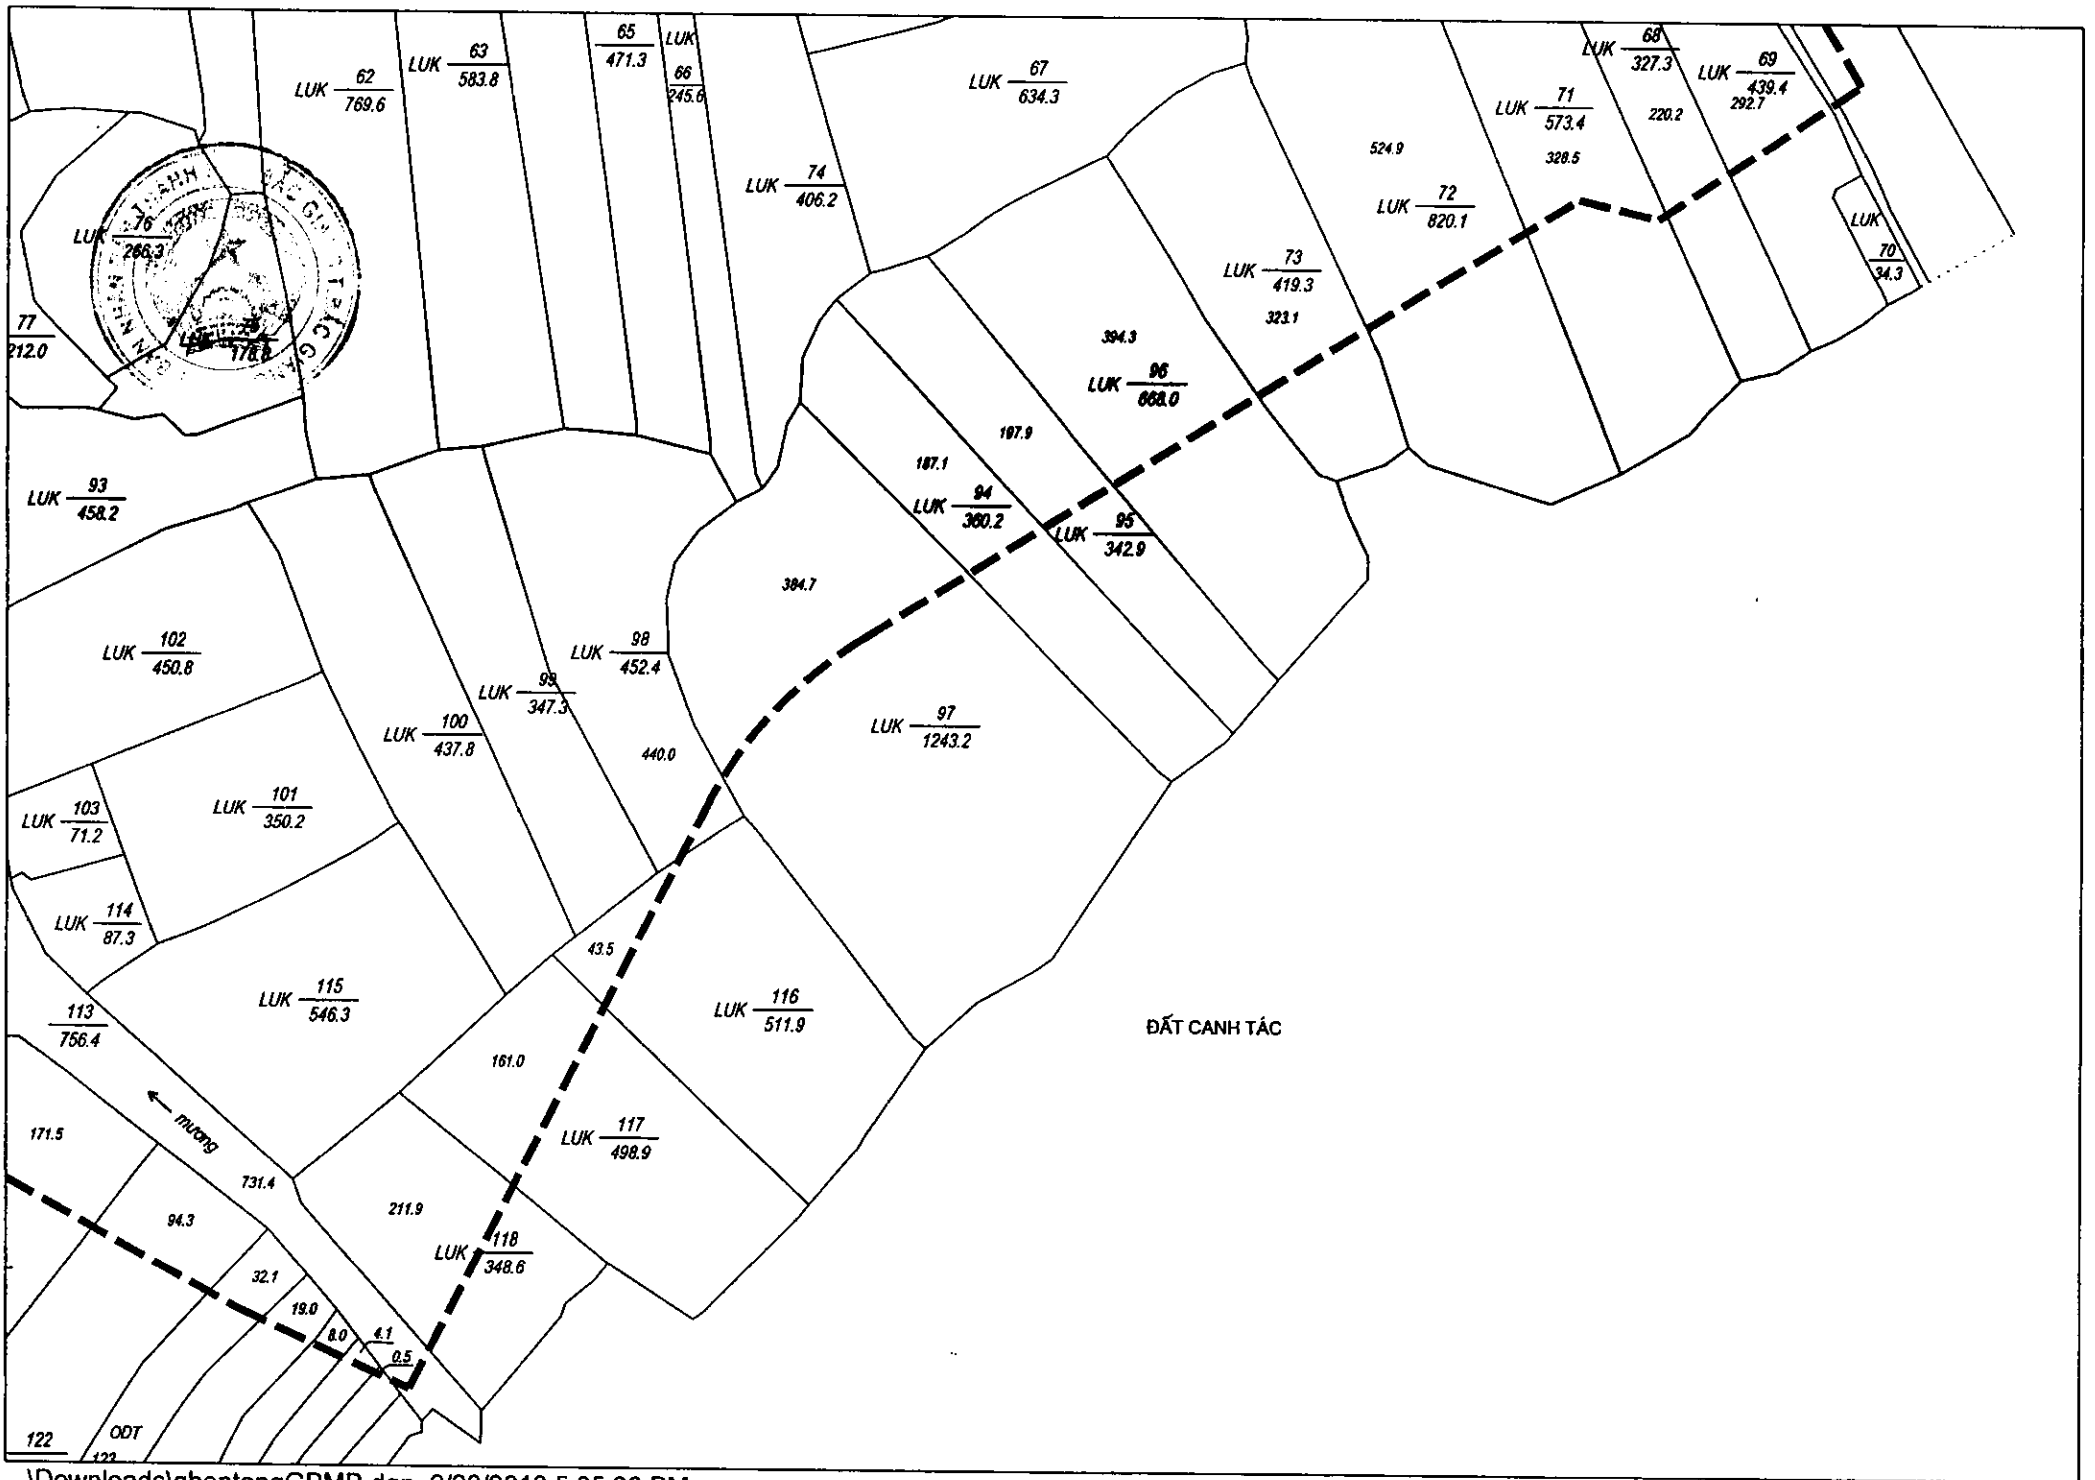 LUK 62 769.6
LUK 63 583.8
65 471.3
LUK 66 245.6
LUK 67 634.3
LUK 68 327.3
LUK 69 439.4
292.7
220.2
LUK 71 573.4
328.5
524.9
LUK 72 820.1
LUK 70 34.3
LUK 74 406.2
LUK 76 266.3
LUK 73 419.3
323.1
77 212.0
178.8
394.3
LUK 96 668.0
197.9
187.1
LUK 94 360.2
LUK 95 342.9
LUK 93 458.2
384.7
LUK 102 450.8
LUK 98 452.4
LUK 99 347.3
LUK 100 437.8
440.0
LUK 97 1243.2
LUK 103 71.2
LUK 101 350.2
LUK 114 87.3
43.5
LUK 115 546.3
LUK 116 511.9
113 756.4
ĐẤT CANH TÁC
161.0
mương
171.5
LUK 117 498.9
731.4
211.9
94.3
LUK 118 348.6
32.1
19.0
8.0
4.1
0.5
122
ODT
123